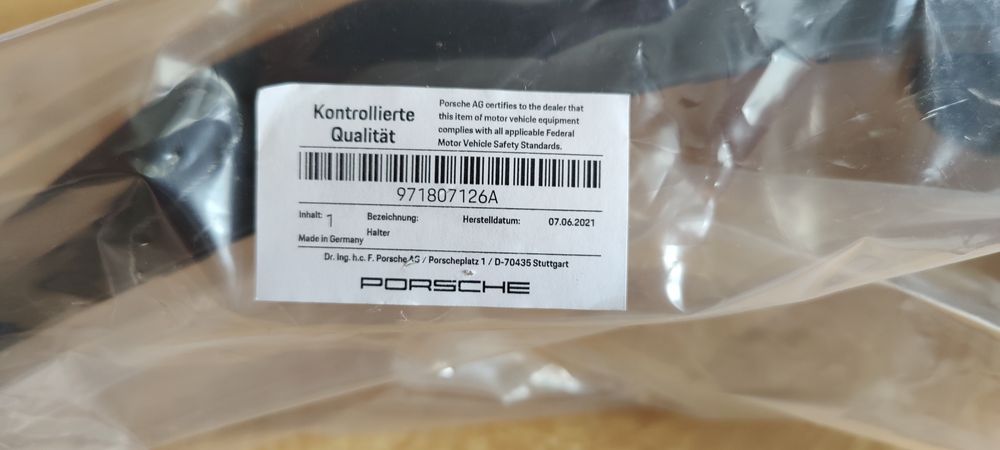 Kontrollierte
Qualität
Porsche AG certifies to the dealer that
this item of motor vehicle equipment
complies with all applicable Federal
Motor Vehicle Safety Standards.
971807126A
Inhalt: 1 Bezeichnung: Herstelldatum: 07.06.2021
Halter
Made in Germany
Dr. Ing. h.c. F. Porsche AG / Porscheplatz 1 / D-70435 Stuttgart
PORSCHE